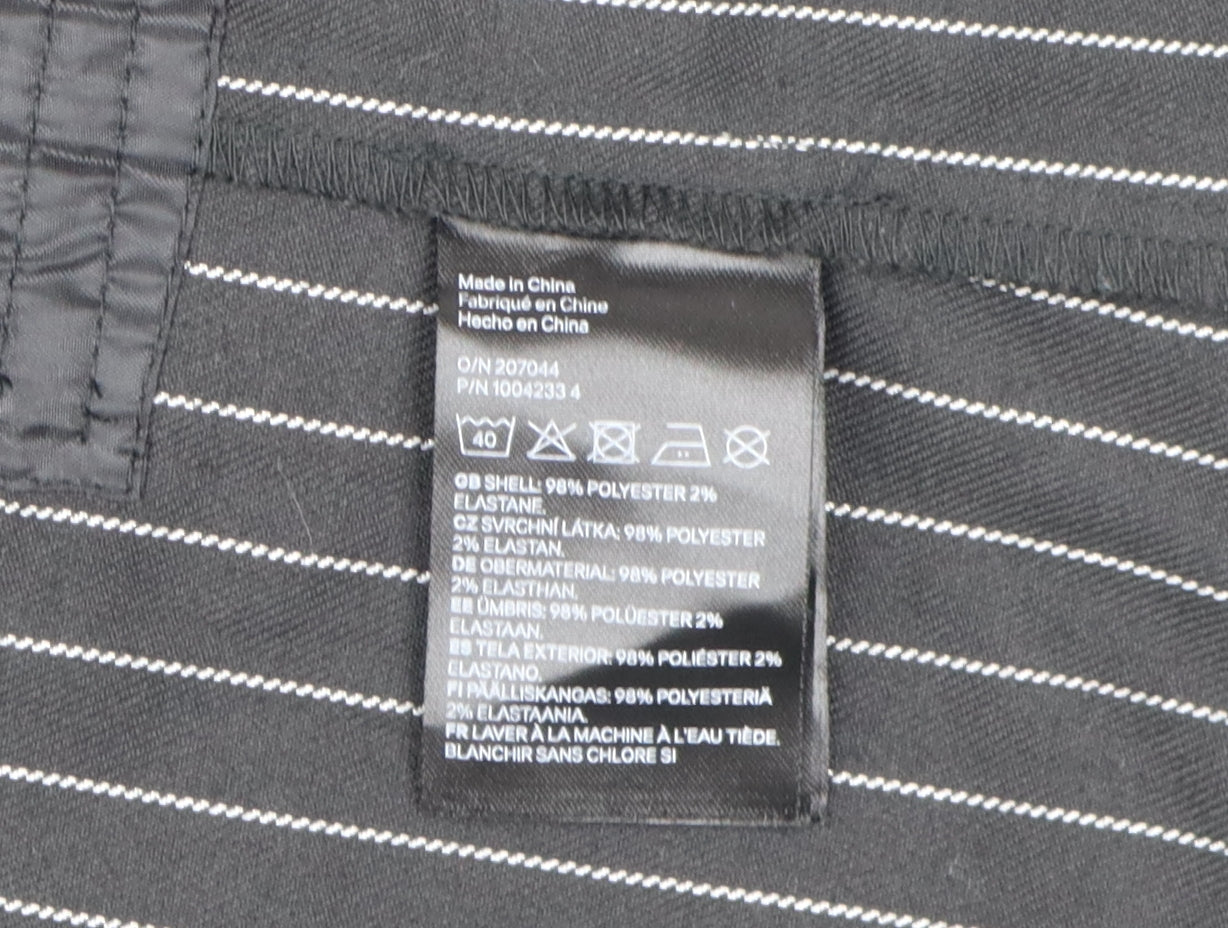 Made in China
Fabriqué en Chine
Hecho en China
O/N 207044
P/N 1004233 4
40
GB SHELL: 98% POLYESTER 2%
ELASTANE.
CZ SVRCHNÍ LÁTKA: 98% POLYESTER
2% ELASTAN.
DE OBERMATERIAL: 98% POLYESTER
2% ELASTHAN.
EE ÜMBRIS: 98% POLÜESTER 2%
ELASTAAN.
ES TELA EXTERIOR: 98% POLIÉSTER 2%
ELASTANO.
FI PÄÄLLISKANGAS: 98% POLYESTERIÄ
2% ELASTAANIA.
FR LAVER À LA MACHINE À L'EAU TIÈDE.
BLANCHIR SANS CHLORE SI